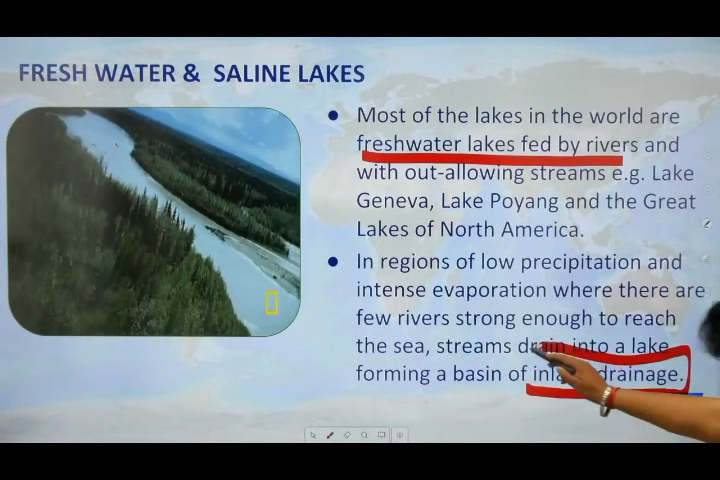 FRESH WATER & SALINE LAKES
Most of the lakes in the world are
freshwater lakes fed by rivers and
with out-allowing streams e.g. Lake
Geneva, Lake Poyang and the Great
Lakes of North America.
In regions of low precipitation and
intense evaporation where there are
few rivers strong enough to reach
the sea, streams drain into a lake
forming a basin of drainage.